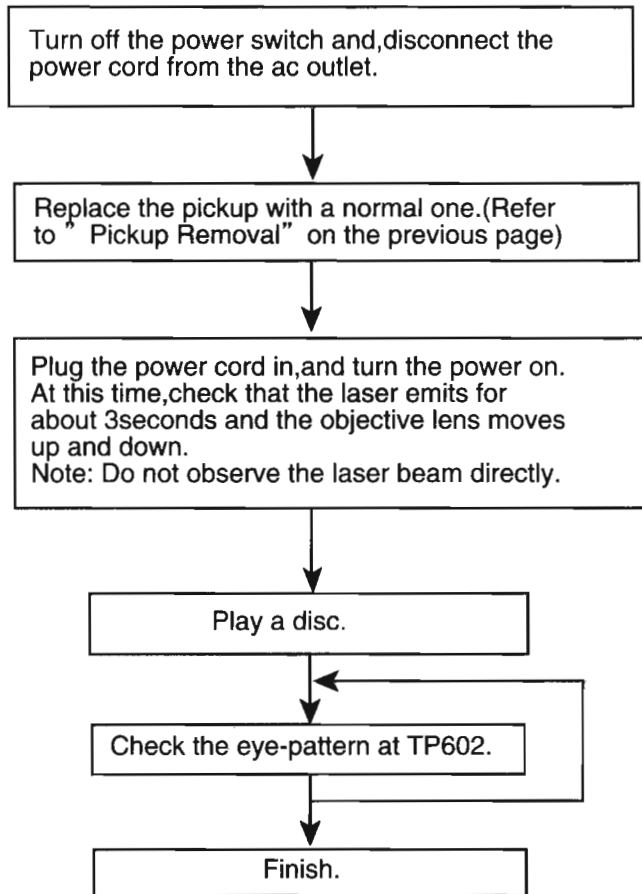 Turn off the power switch and,disconnect the
power cord from the ac outlet.
Replace the pickup with a normal one.(Refer
to ” Pickup Removal” on the previous page)
Plug the power cord in,and turn the power on.
At this time,check that the laser emits for
about 3seconds and the objective lens moves
up and down.
Note: Do not observe the laser beam directly.
Play a disc.
Check the eye-pattern at TP602.
Finish.